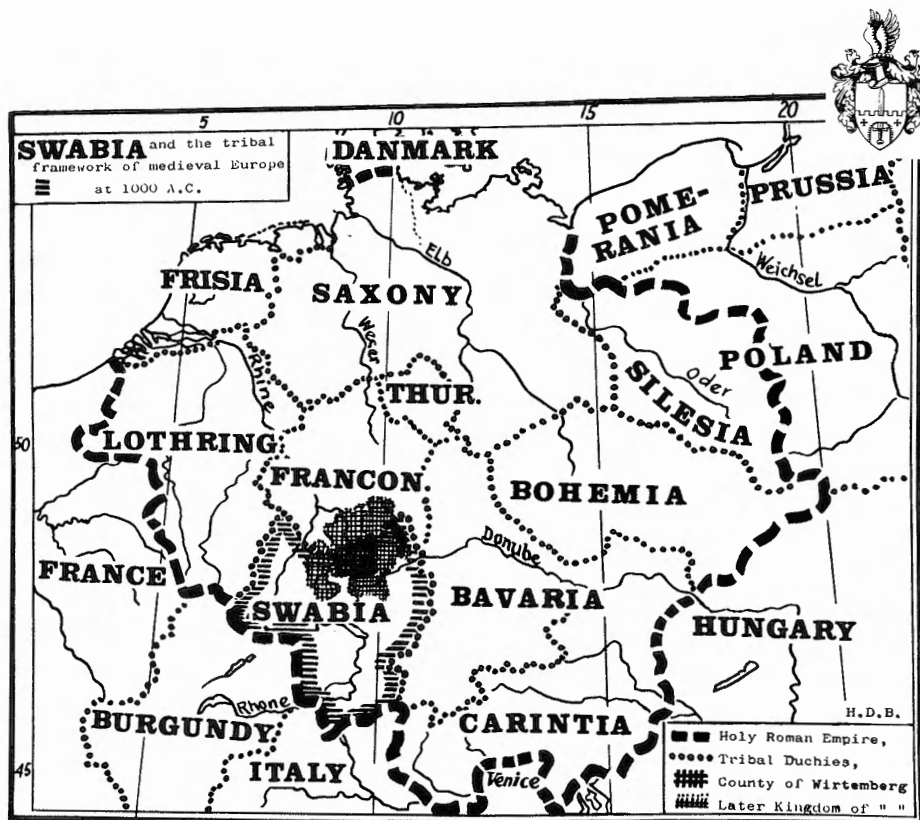 5 10 15 20
SWABIA and the tribal
framework of medieval Europe
at 1000 A.C.
DANMARK
POME-
RANIA
PRUSSIA
Elb
Weichsel
FRISIA
SAXONY
Weser
Rhine
POLAND
Oder
SILESIA
THUR.
50
LOTHRING
FRANCON.
BOHEMIA
Donube
FRANCE
SWABIA
BAVARIA
HUNGARY
Rhone
BURGUNDY
CARINTIA
H.D.B.
ITALY
Venice
45
Holy Roman Empire,
Tribal Duchies,
County of Wirtemberg
Later Kingdom of " "